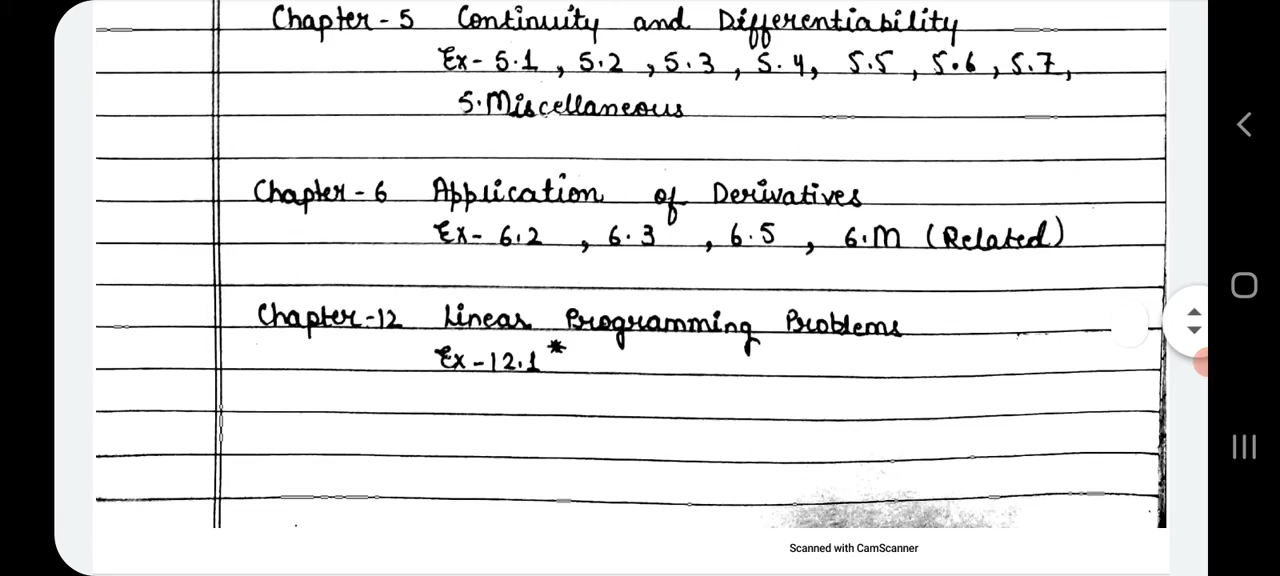 Chapter - 5 Continuity and Differentiability
Ex - 5.1 , 5.2 , 5.3 , 5.4, 5.5 , 5.6 , 5.7,
5.Miscellaneous
Chapter - 6 Application of Derivatives
Ex - 6.2 , 6.3 , 6.5 , 6.M (Related)
Chapter -12 Linear Programming Problems
Ex -12.1 *
Scanned with CamScanner